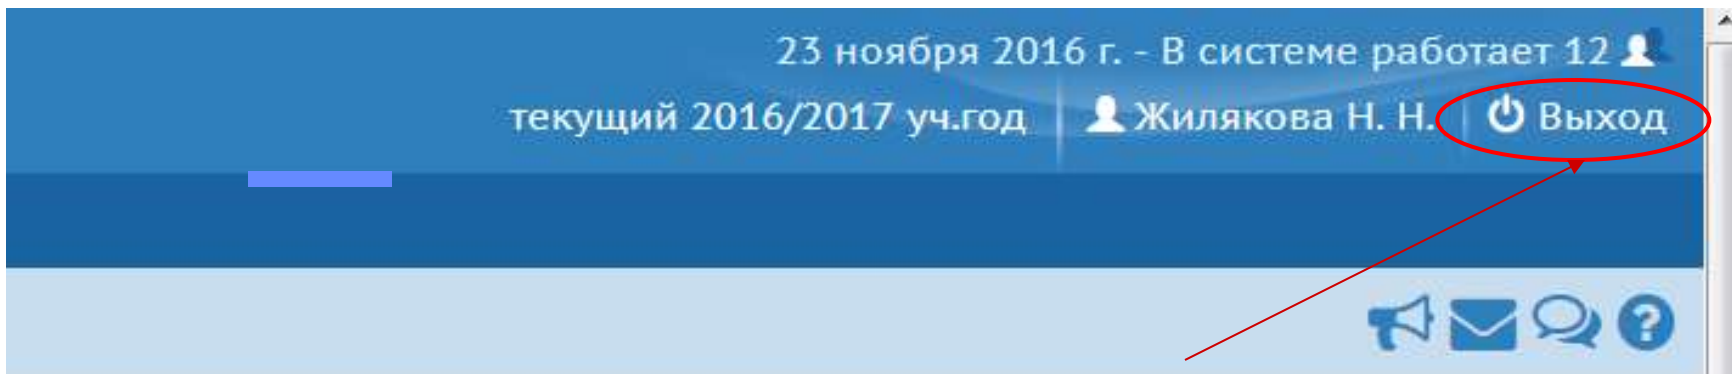 23 ноября 2016 г. - В системе работает 12
текущий 2016/2017 уч.год Жилякова Н. Н. Выход